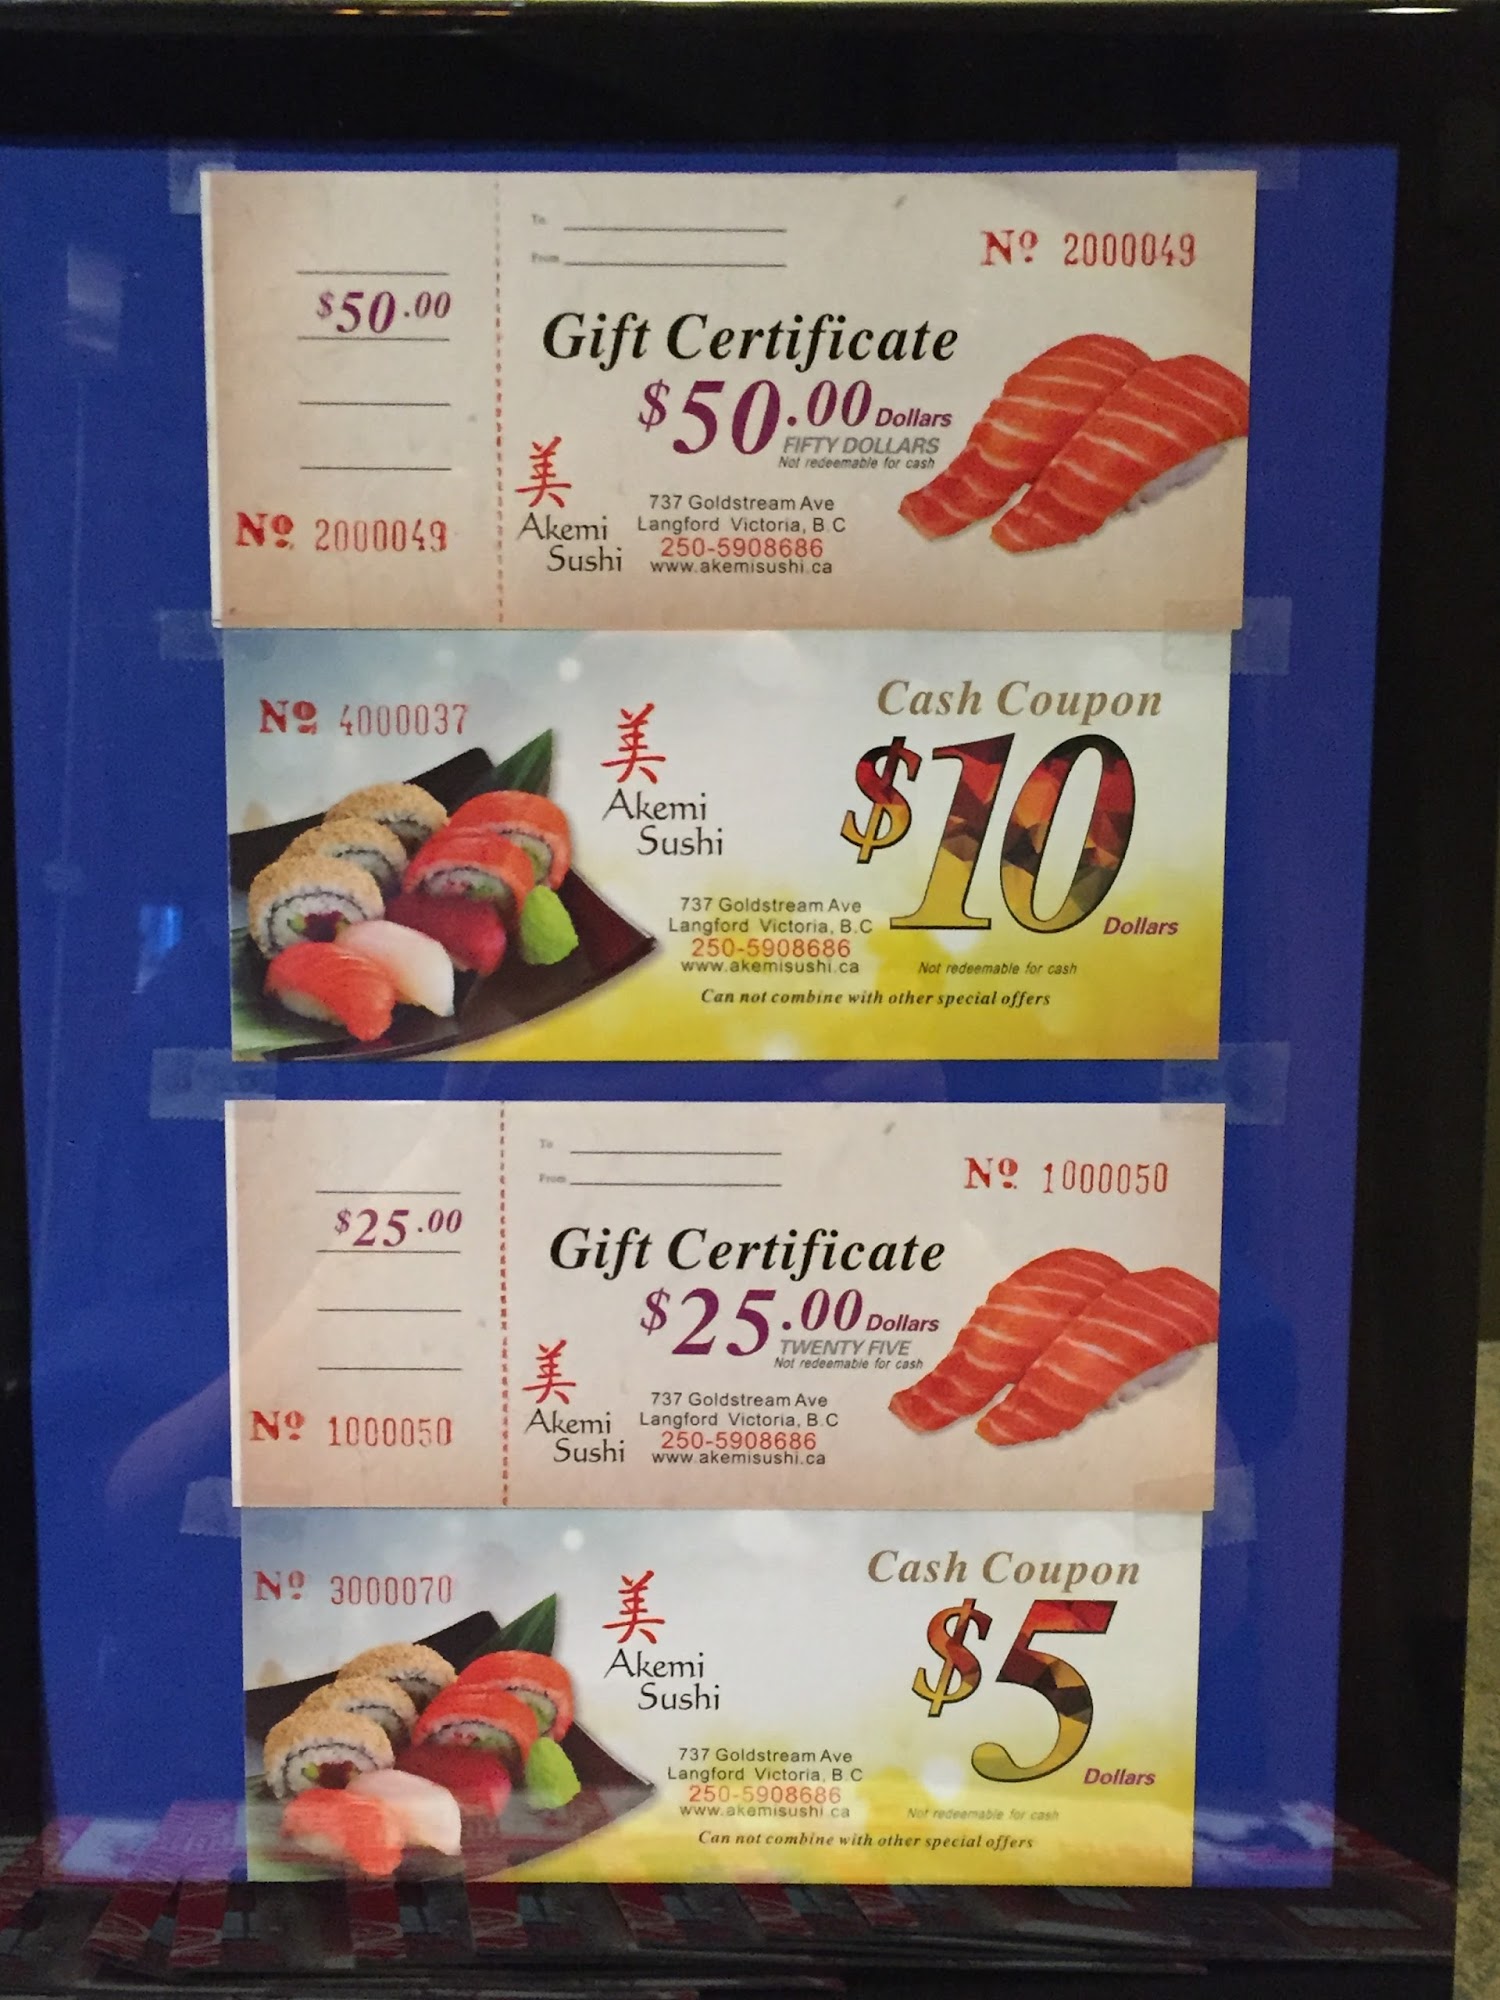 To
From
Nº 2000049
$50.00
Gift Certificate
$50.00 Dollars
FIFTY DOLLARS
Not redeemable for cash
美
Akemi
Sushi
737 Goldstream Ave
Langford Victoria, B.C
250-5908686
www.akemisushi.ca
Nº 2000049
Nº 4000037
美
Akemi
Sushi
Cash Coupon
$10
Dollars
737 Goldstream Ave
Langford Victoria, B.C
250-5908686
www.akemisushi.ca
Not redeemable for cash
Can not combine with other special offers
To
From
Nº 1000050
$25.00
Gift Certificate
$25.00 Dollars
TWENTY FIVE
Not redeemable for cash
美
Akemi
Sushi
737 Goldstream Ave
Langford Victoria, B.C
250-5908686
www.akemisushi.ca
Nº 1000050
Nº 3000070
美
Akemi
Sushi
Cash Coupon
$5
Dollars
737 Goldstream Ave
Langford Victoria, B.C
250-5908686
www.akemisushi.ca
Not redeemable for cash
Can not combine with other special offers